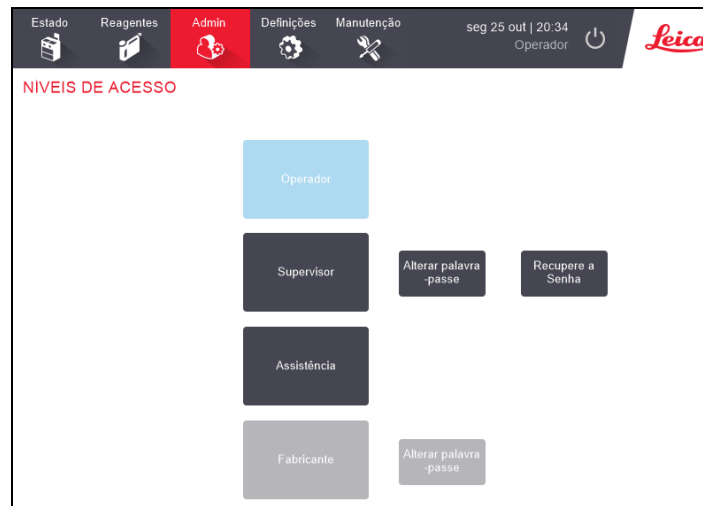 Estado Reagentes Admin Definições Manutenção
seg 25 out | 20:34
Operador
Leica
NÍVEIS DE ACESSO
Operador
Supervisor
Alterar palavra
-passe
Recupere a
Senha
Assistência
Fabricante
Alterar palavra
-passe